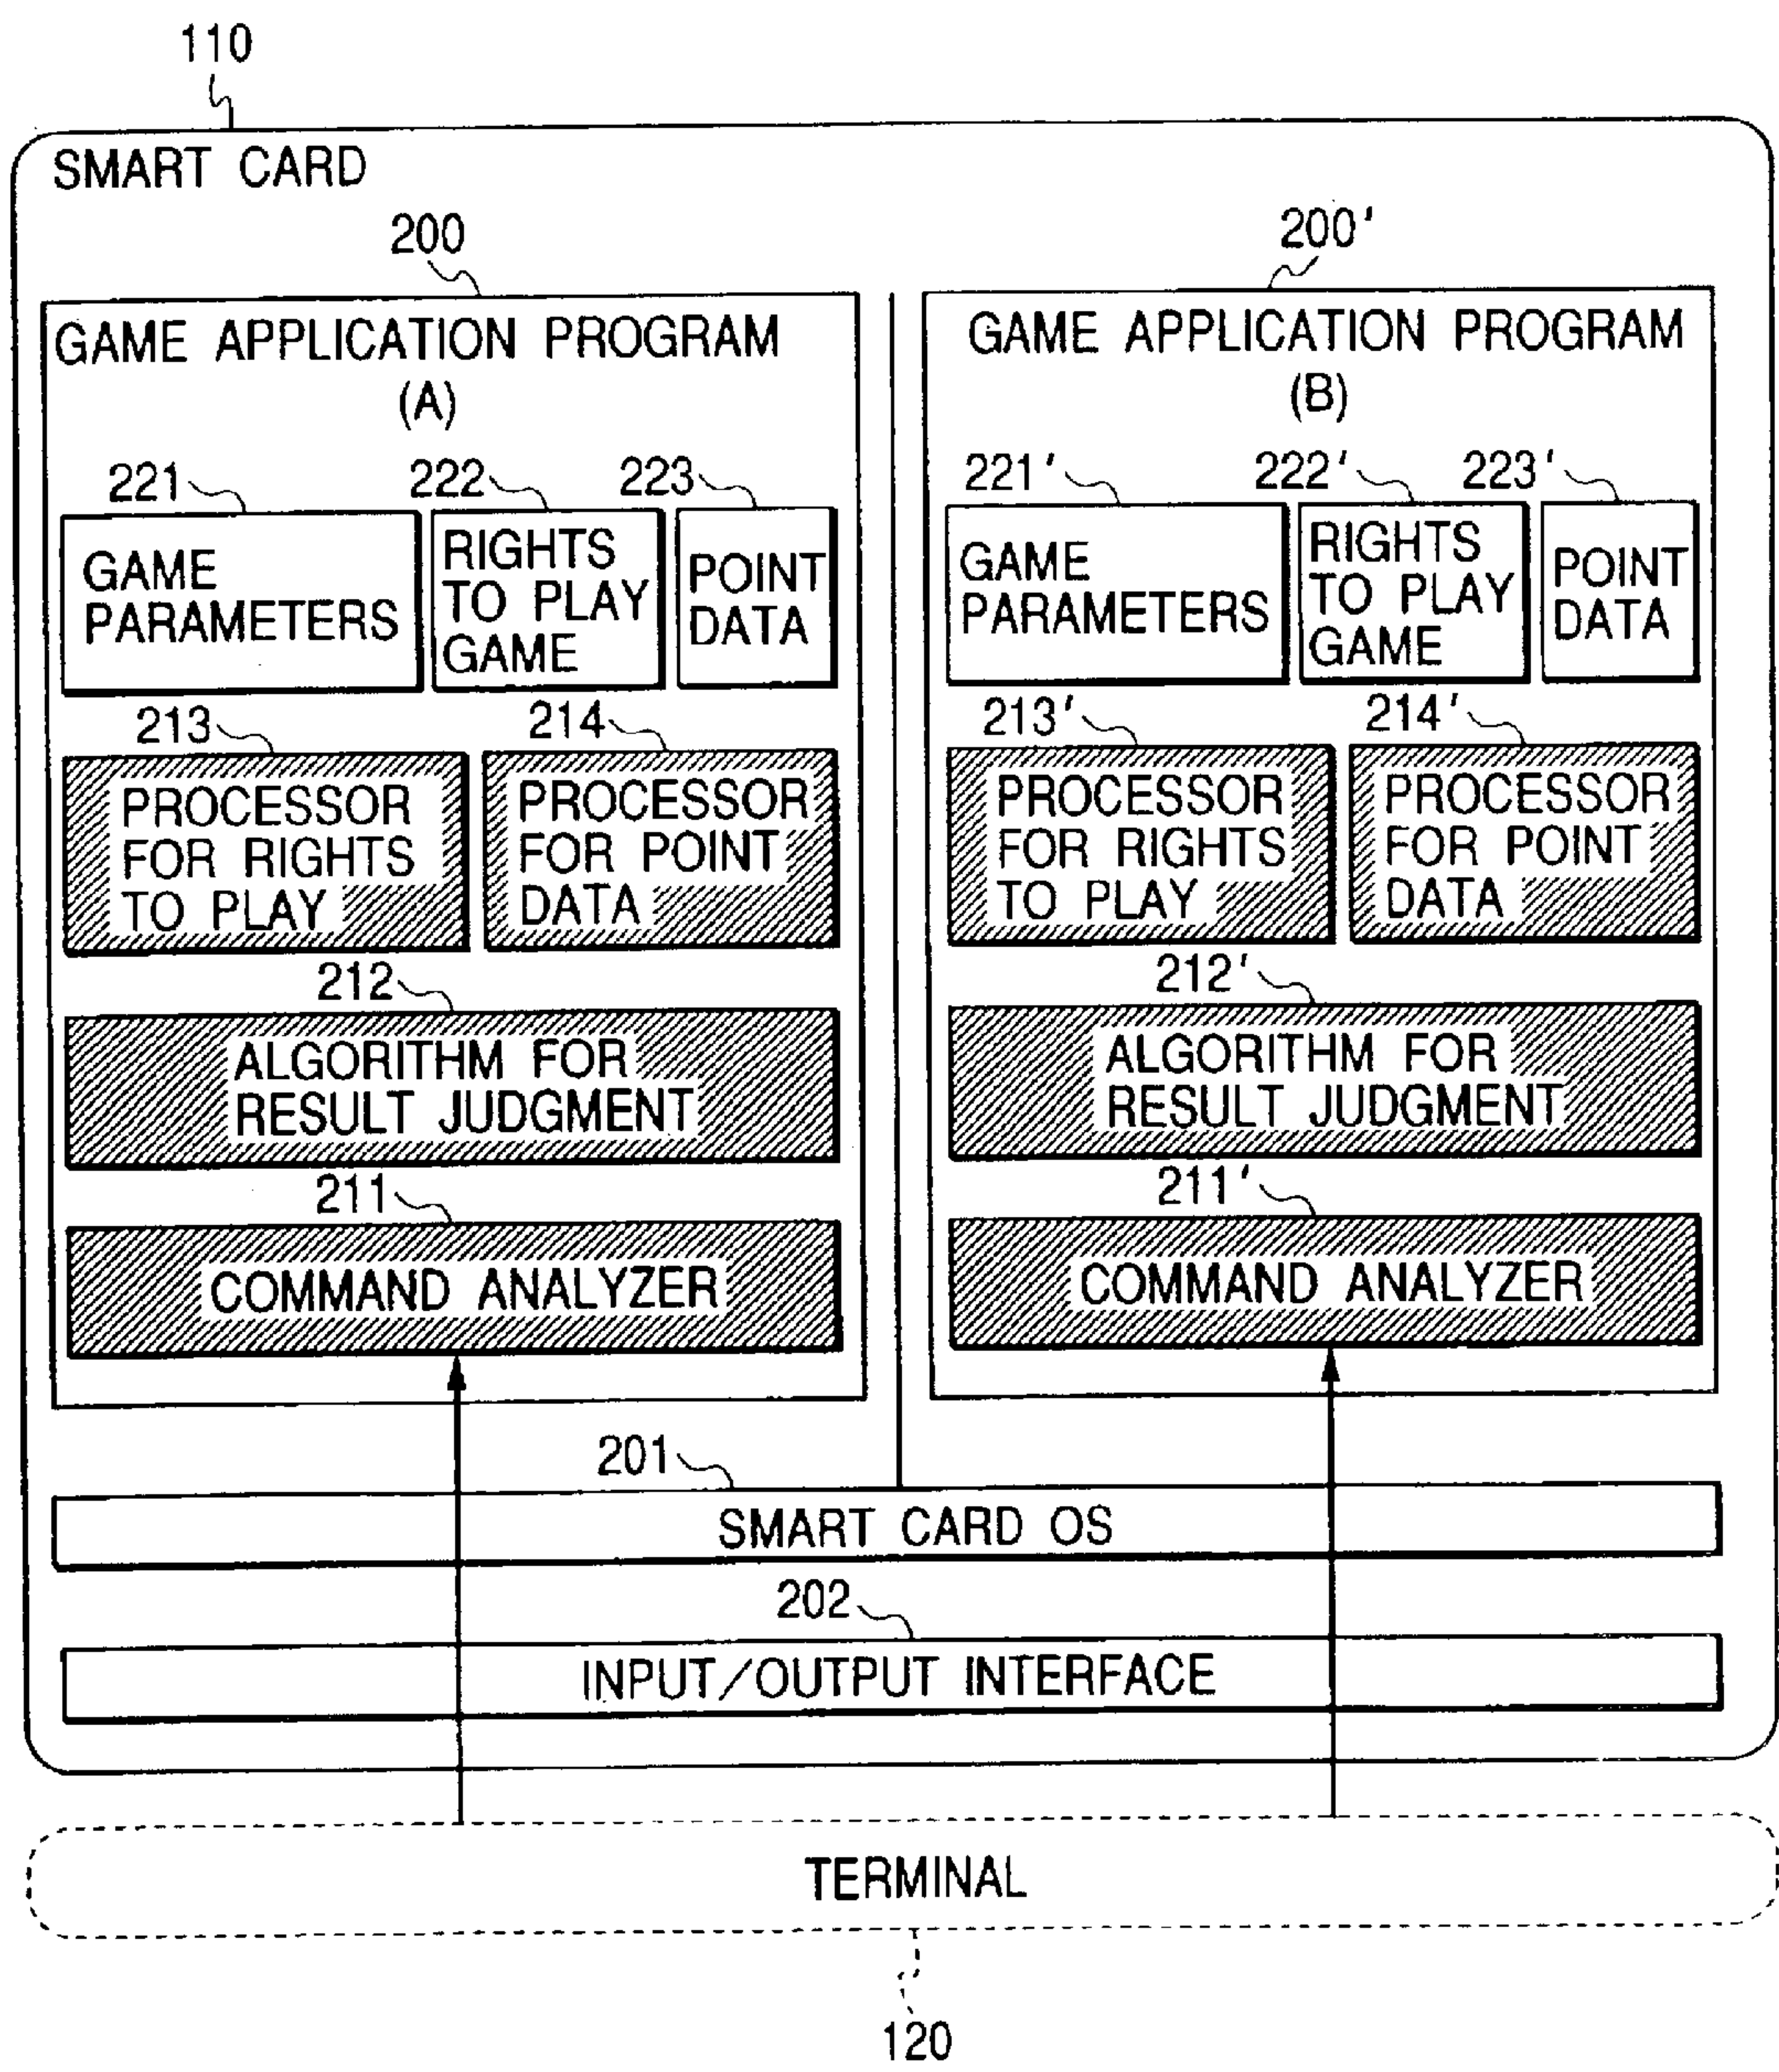 110
SMART CARD
200
GAME APPLICATION PROGRAM
(A)
221
222
223
GAME
PARAMETERS
RIGHTS
TO PLAY
GAME
POINT
DATA
213
214
PROCESSOR
FOR RIGHTS
TO PLAY
PROCESSOR
FOR POINT
DATA
212
ALGORITHM FOR
RESULT JUDGMENT
211
COMMAND ANALYZER
200'
GAME APPLICATION PROGRAM
(B)
221'
222'
223'
GAME
PARAMETERS
RIGHTS
TO PLAY
GAME
POINT
DATA
213'
214'
PROCESSOR
FOR RIGHTS
TO PLAY
PROCESSOR
FOR POINT
DATA
212'
ALGORITHM FOR
RESULT JUDGMENT
211'
COMMAND ANALYZER
201
SMART CARD OS
202
INPUT/OUTPUT INTERFACE
TERMINAL
120